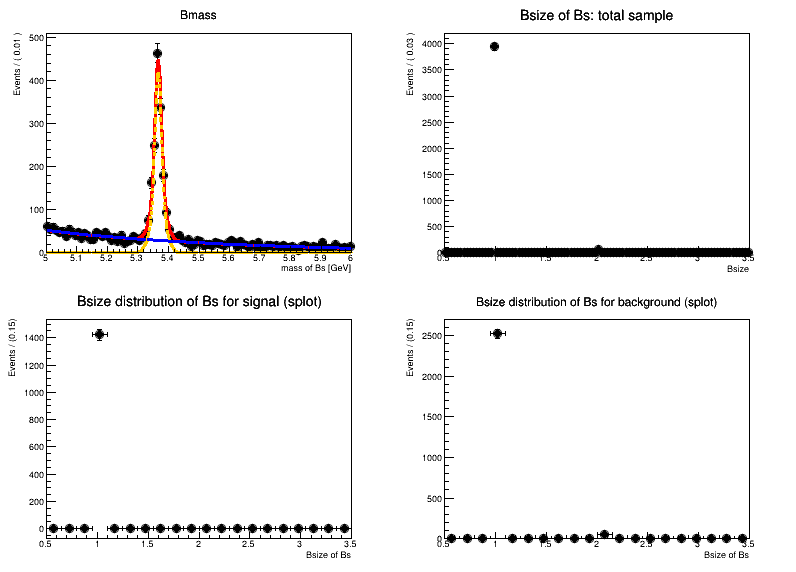 Bmass
Events / ( 0.01 )
500
400
300
200
100
0
5 5.1 5.2 5.3 5.4 5.5 5.6 5.7 5.8 5.9 6
mass of Bs [GeV]
Bsize of Bs: total sample
Events / ( 0.03 )
4000
3500
3000
2500
2000
1500
1000
500
0
0.5 1 1.5 2 2.5 3 3.5
Bsize
Bsize distribution of Bs for signal (splot)
Events / (0.15)
1400
1200
1000
800
600
400
200
0
0.5 1 1.5 2 2.5 3 3.5
Bsize of Bs
Bsize distribution of Bs for background (splot)
Events / (0.15)
2500
2000
1500
1000
500
0
0.5 1 1.5 2 2.5 3 3.5
Bsize of Bs